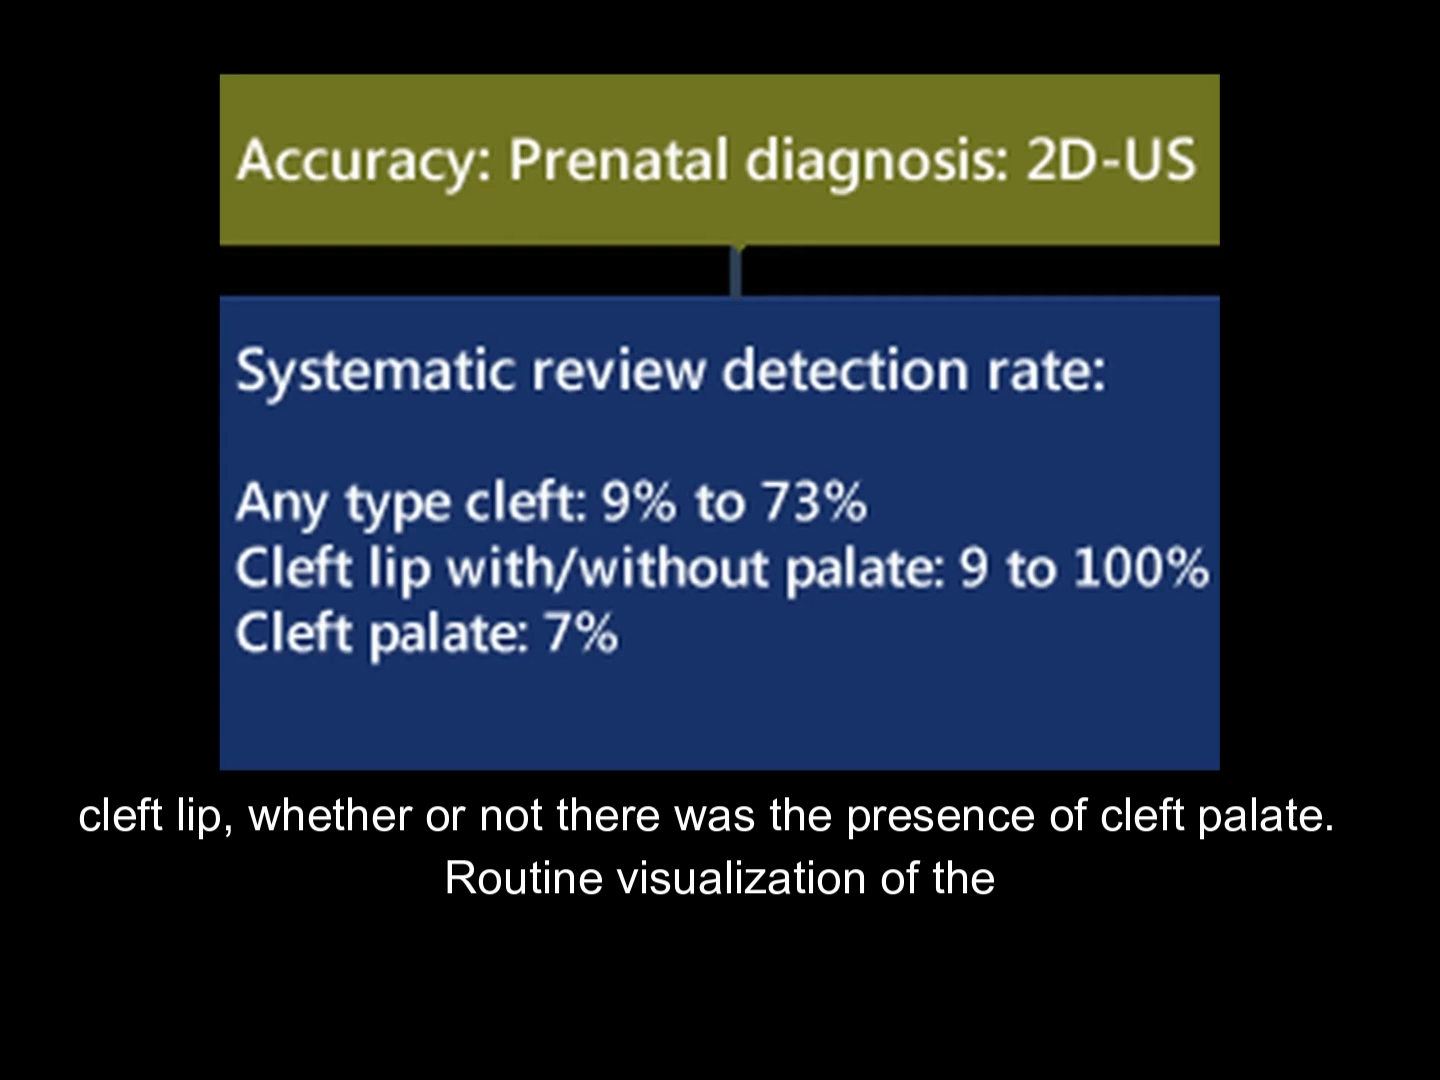 Accuracy: Prenatal diagnosis: 2D-US
Systematic review detection rate:
Any type cleft: 9% to 73%
Cleft lip with/without palate: 9 to 100%
Cleft palate: 7%
cleft lip, whether or not there was the presence of cleft palate.
Routine visualization of the